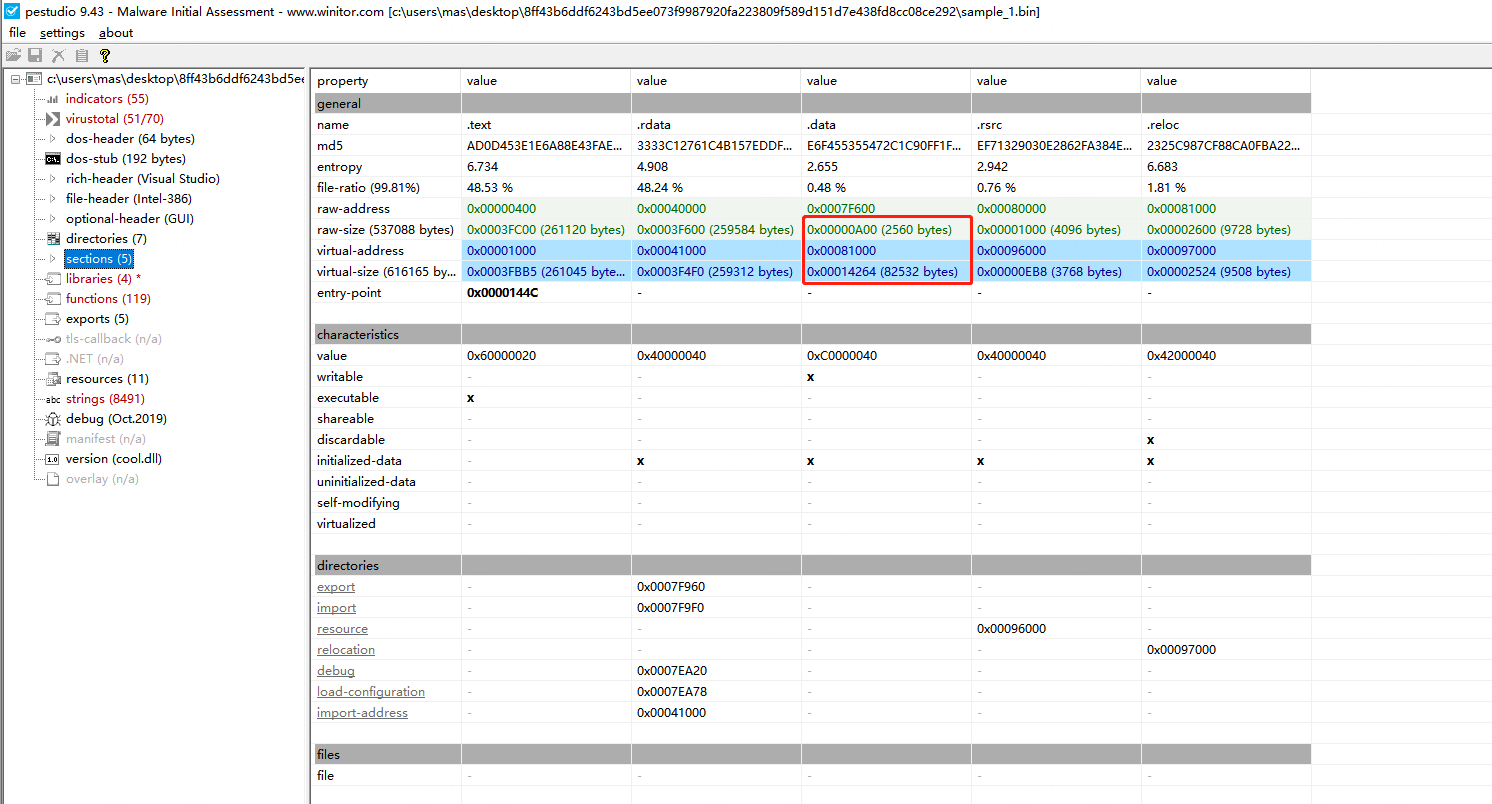 pestudio 9.43 - Malware Initial Assessment - www.winitor.com [c:\users\mas\desktop\8ff43b6ddf6243bd5ee073f9987920fa223809f589d151d7e438fd8cc08ce292\sample_1.bin]
file settings about
c:\users\mas\desktop\8ff43b6ddf6243bd5ee
indicators (55)
virustotal (51/70)
dos-header (64 bytes)
dos-stub (192 bytes)
rich-header (Visual Studio)
file-header (Intel-386)
optional-header (GUI)
directories (7)
sections (5)
libraries (4) *
functions (119)
exports (5)
tls-callback (n/a)
.NET (n/a)
resources (11)
abc strings (8491)
debug (Oct.2019)
manifest (n/a)
1.0 version (cool.dll)
overlay (n/a)
property value value value value value
general
name .text .rdata .data .rsrc .reloc
md5 AD0D453E1E6A88E43FAE... 3333C12761C4B157EDDF... E6F455355472C1C90FF1F... EF71329030E2862FA384E... 2325C987CF88CA0FBA22...
entropy 6.734 4.908 2.655 2.942 6.683
file-ratio (99.81%) 48.53 % 48.24 % 0.48 % 0.76 % 1.81 %
raw-address 0x00000400 0x00040000 0x0007F600 0x00080000 0x00081000
raw-size (537088 bytes) 0x0003FC00 (261120 bytes) 0x0003F600 (259584 bytes) 0x00000A00 (2560 bytes) 0x00001000 (4096 bytes) 0x00002600 (9728 bytes)
virtual-address 0x00001000 0x00041000 0x00081000 0x00096000 0x00097000
virtual-size (616165 by... 0x0003FBB5 (261045 byte... 0x0003F4F0 (259312 bytes) 0x00014264 (82532 bytes) 0x00000EB8 (3768 bytes) 0x00002524 (9508 bytes)
entry-point 0x0000144C - - - -
characteristics
value 0x60000020 0x40000040 0xC0000040 0x40000040 0x42000040
writable - - x - -
executable x - - - -
shareable - - - - -
discardable - - - - x
initialized-data - x x x x
uninitialized-data - - - - -
self-modifying - - - - -
virtualized - - - - -
directories
export - 0x0007F960 - - -
import - 0x0007F9F0 - - -
resource - - - 0x00096000 -
relocation - - - - 0x00097000
debug - 0x0007EA20 - - -
load-configuration - 0x0007EA78 - - -
import-address - 0x00041000 - - -
files
file - - - - -